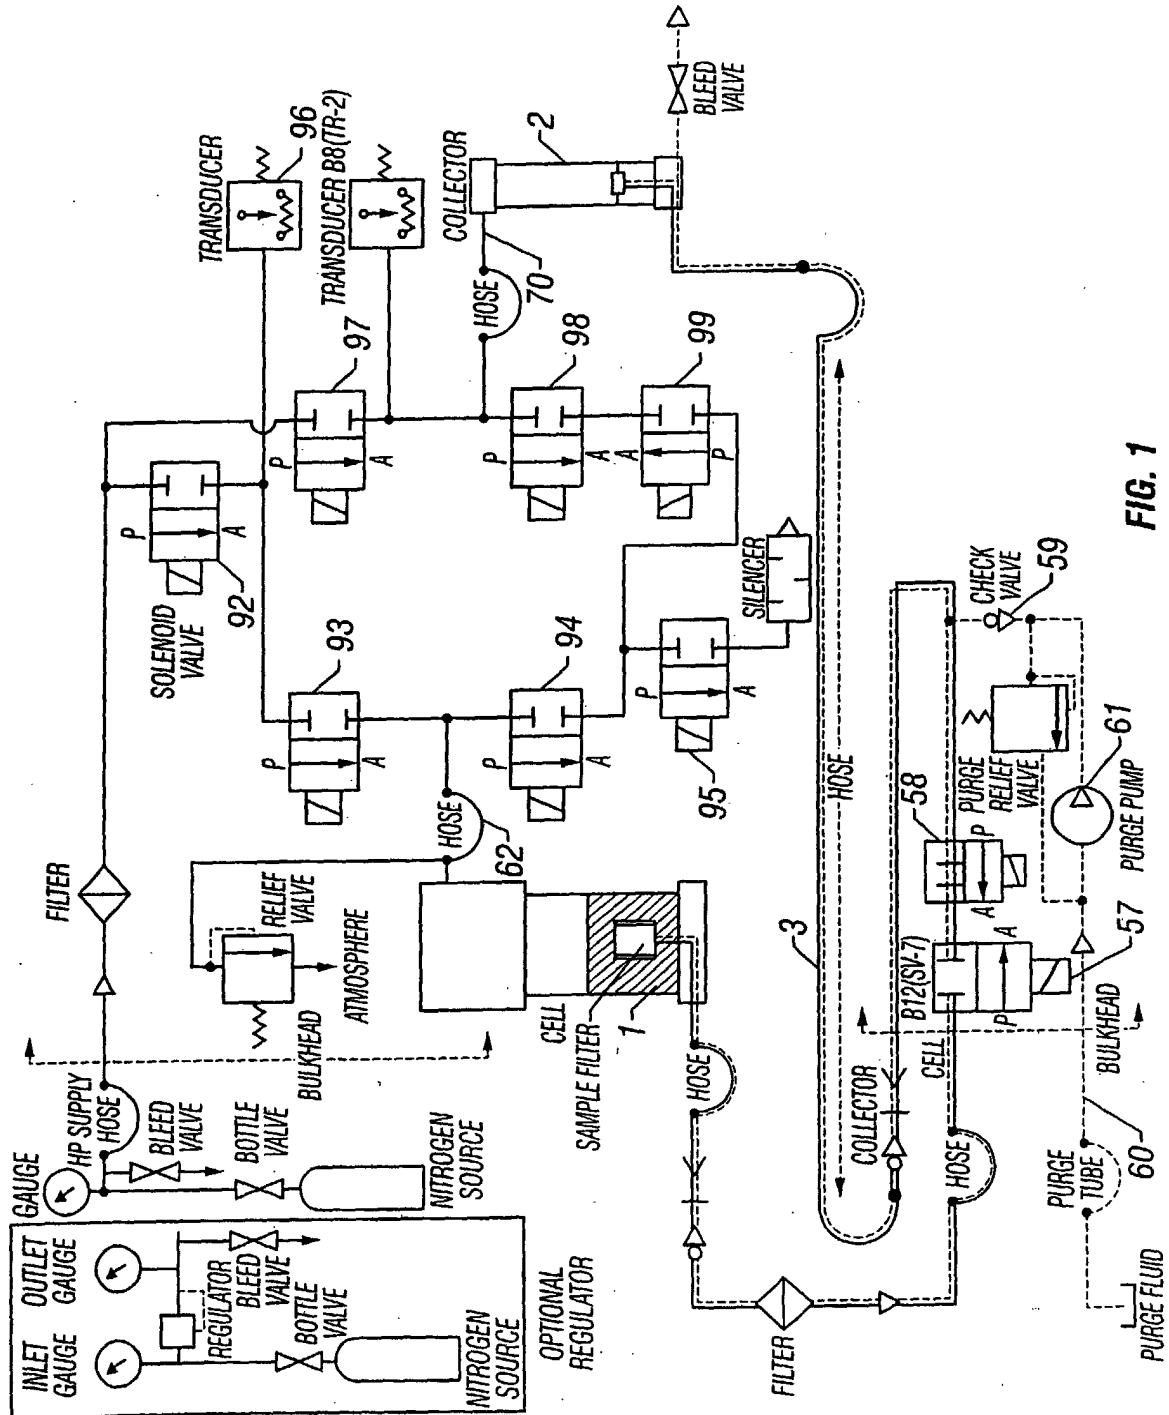 INLET
GAUGE
OUTLET
GAUGE
REGULATOR
BLEED
VALVE
BOTTLE
VALVE
NITROGEN
SOURCE
OPTIONAL
REGULATOR
GAUGE
HP SUPPLY
HOSE
BLEED
VALVE
BOTTLE
VALVE
NITROGEN
SOURCE
BULKHEAD
FILTER
RELIEF
VALVE
ATMOSPHERE
SOLENOID
VALVE
92
P
A
TRANSDUCER
96
TRANSDUCER B8(TR-2)
93
P
A
97
P
A
HOSE
62
94
P
A
COLLECTOR
2
HOSE
70
98
P
A
99
A
P
BLEED
VALVE
95
P
A
SILENCER
CELL
SAMPLE FILTER
1
HOSE
FILTER
3
HOSE
COLLECTOR
CELL
HOSE
B12(SV-7)
P
A
57
58
A
P
PURGE
RELIEF
VALVE
CHECK
VALVE
59
61
PURGE PUMP
BULKHEAD
60
PURGE
TUBE
PURGE FLUID
FIG. 1